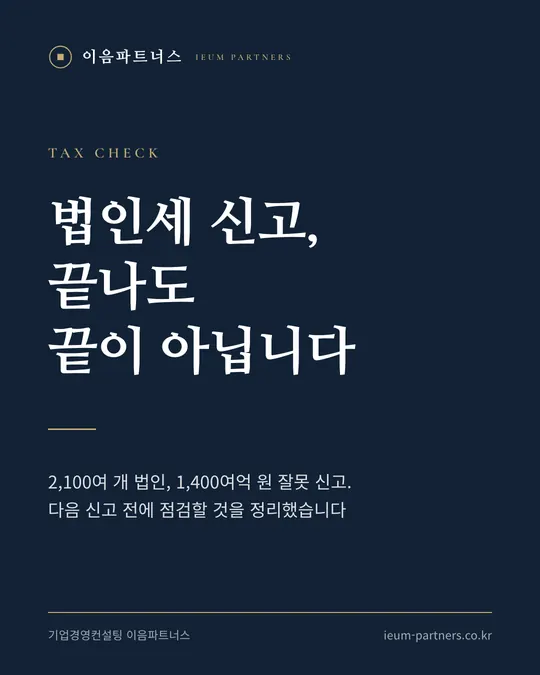 이음파트너스 IEUM PARTNERS
TAX CHECK
법인세 신고,
끝나도
끝이 아닙니다
2,100여 개 법인, 1,400여억 원 잘못 신고.
다음 신고 전에 점검할 것을 정리했습니다
기업경영컨설팅 이음파트너스
ieum-partners.co.kr